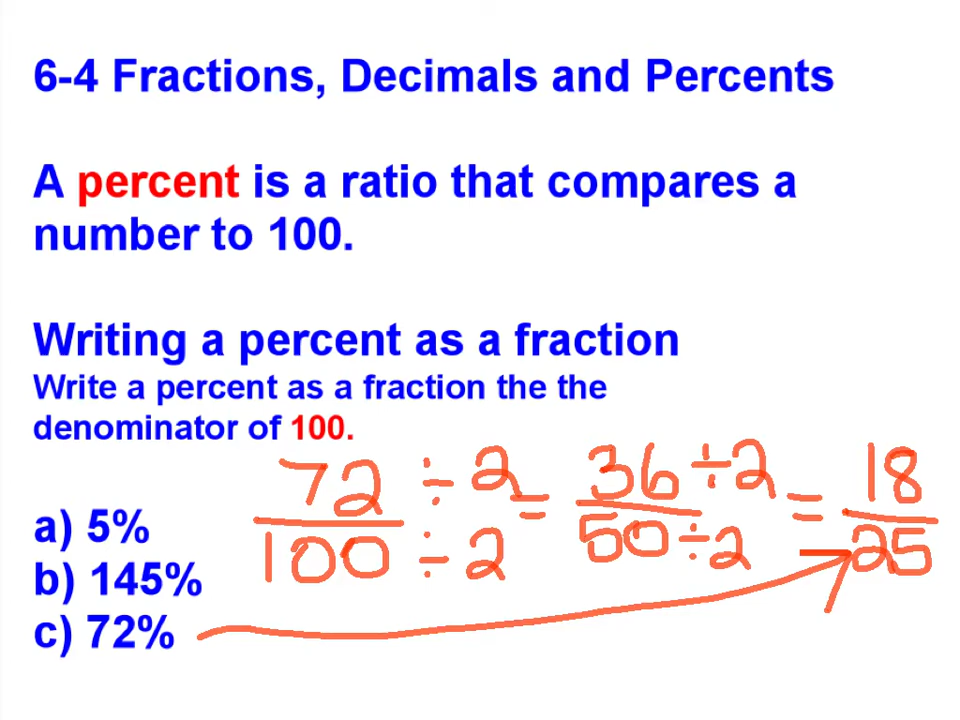 6-4 Fractions, Decimals and Percents
A percent is a ratio that compares a
number to 100.
Writing a percent as a fraction
Write a percent as a fraction the the
denominator of 100.
72 ÷ 2 = 36 ÷ 2 = 18
100 ÷ 2 50 ÷ 2 25
a) 5%
b) 145%
c) 72%